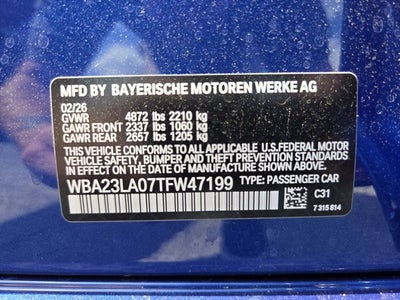 MFD BY BAYERISCHE MOTOREN WERKE AG
02/26
GVWR 4872 lbs 2210 kg
GAWR FRONT 2337 lbs 1060 kg
GAWR REAR 2657 lbs 1205 kg
THIS VEHICLE CONFORMS TO ALL APPLICABLE U.S.FEDERAL MOTOR
VEHICLE SAFETY, BUMPER, AND THEFT PREVENTION STANDARDS
IN EFFECT ON THE DATE OF MANUFACTURE SHOWN ABOVE.
WBA23LA07TFW47199 TYPE: PASSENGER CAR
C31
7 315 814